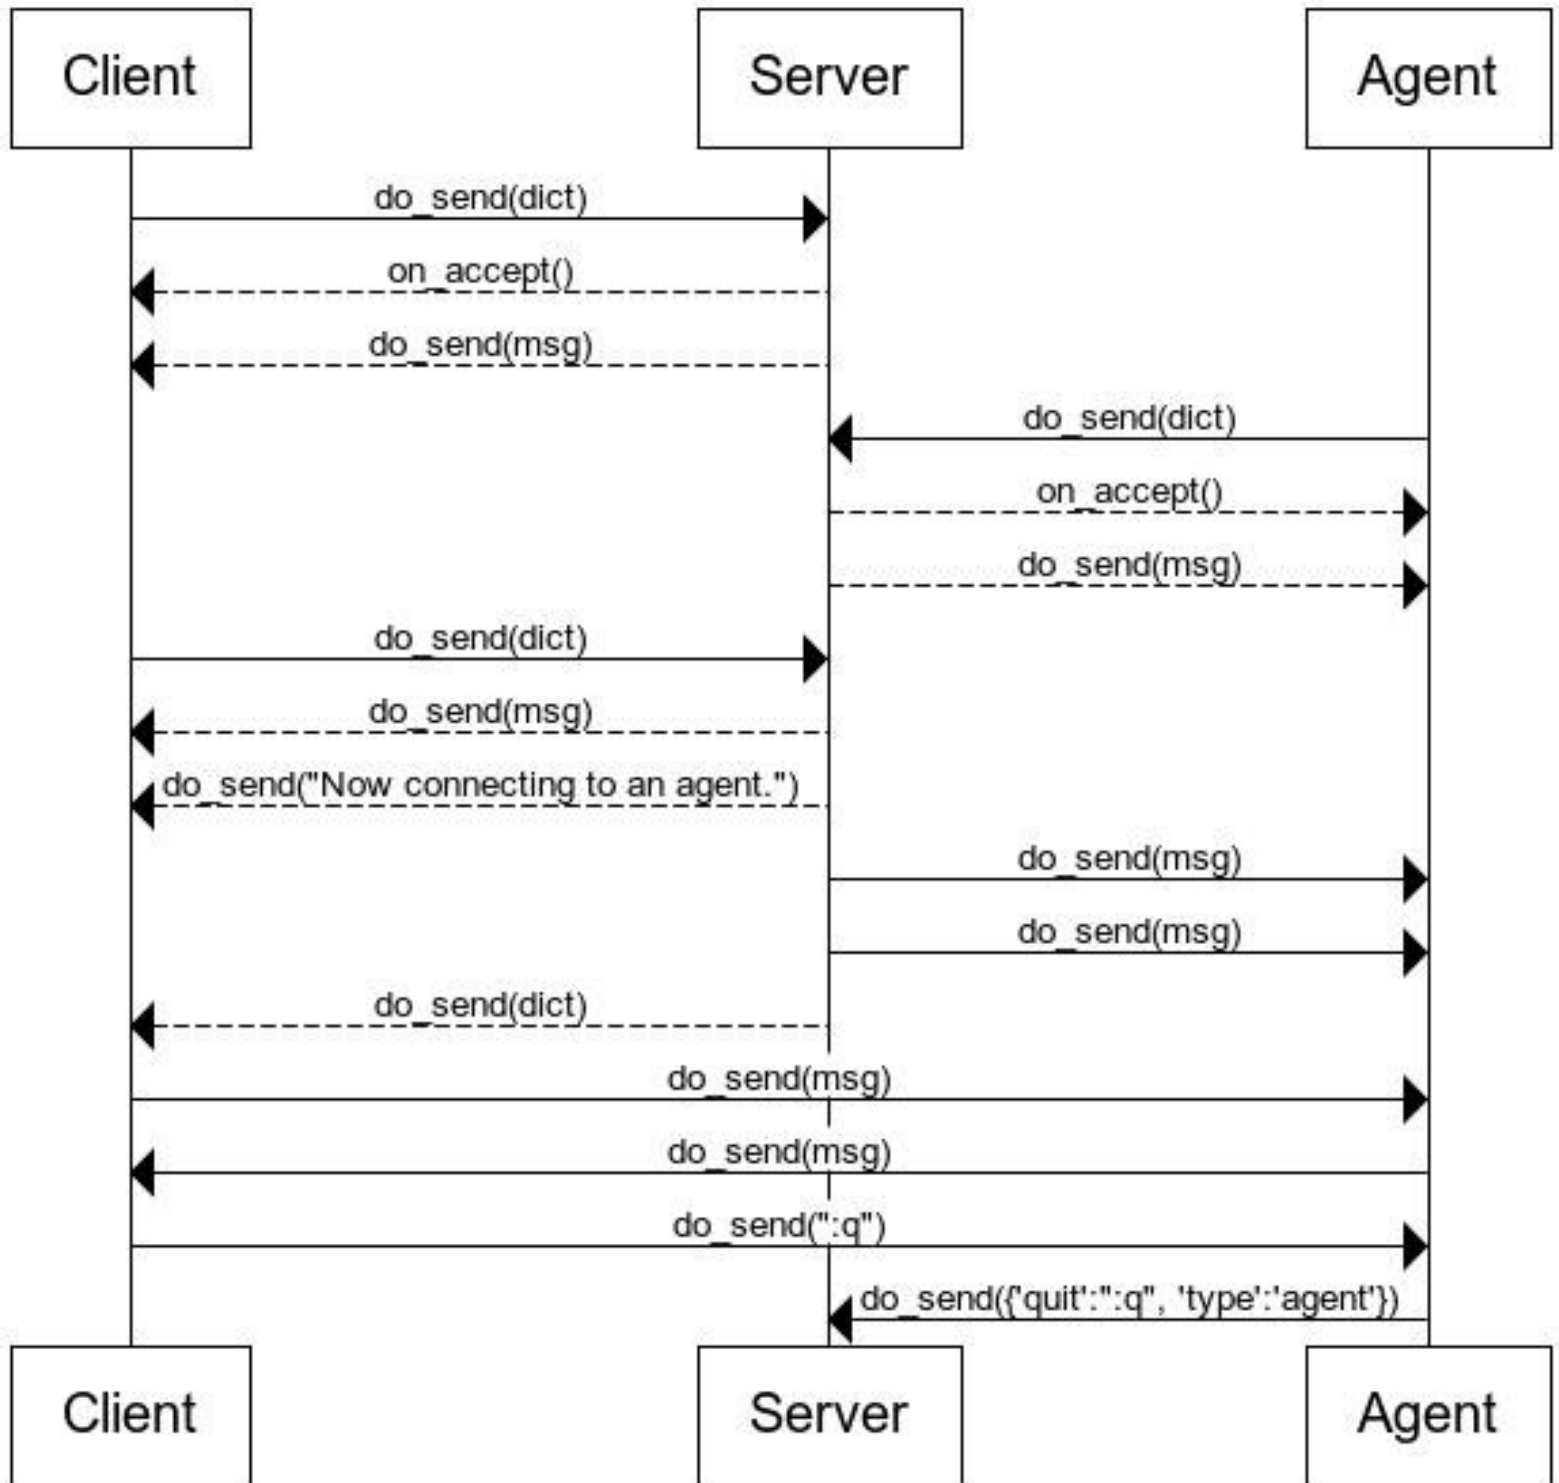 Client
Server
Agent
do_send(dict)
on_accept()
do_send(msg)
do_send(dict)
on_accept()
do_send(msg)
do_send(dict)
do_send(msg)
do_send("Now connecting to an agent.")
do_send(msg)
do_send(msg)
do_send(dict)
do_send(msg)
do_send(msg)
do_send(":q")
do_send({'quit':":q", 'type':'agent'})
Client
Server
Agent